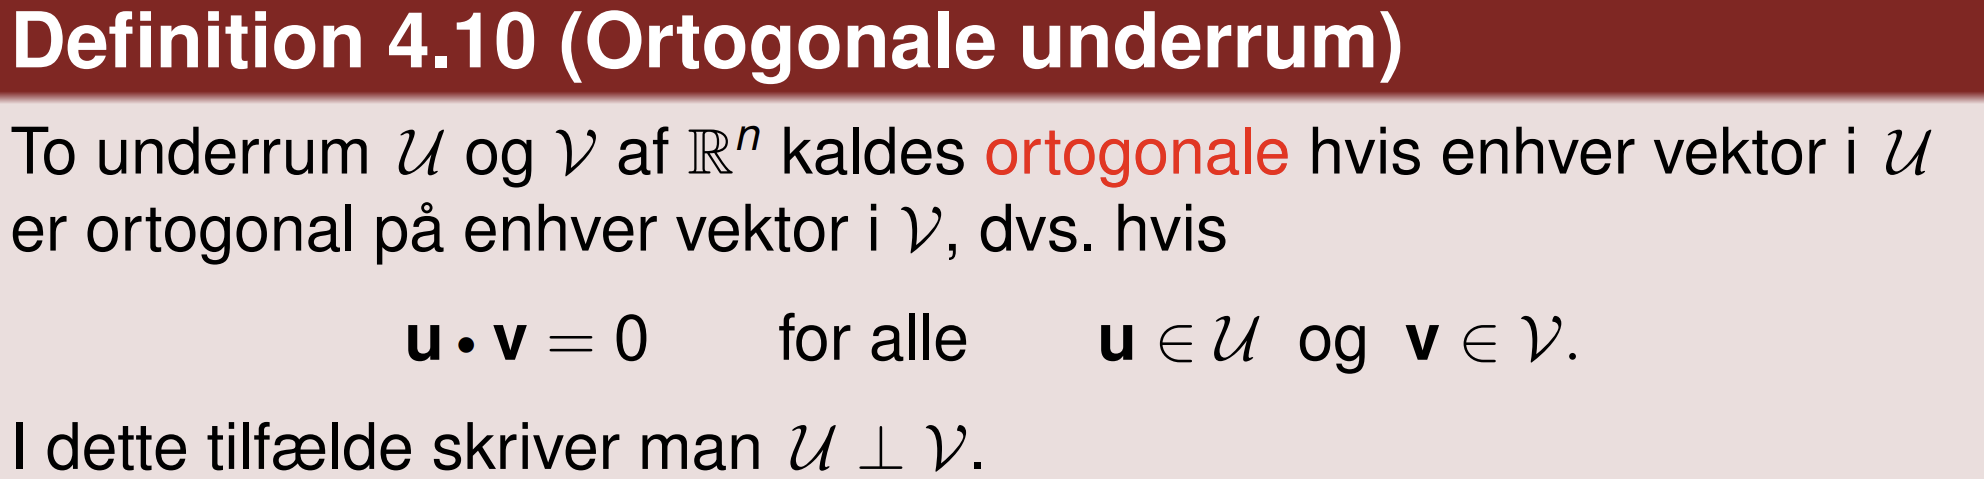 Definition 4.10 (Ortogonale underrum)
To underrum 𝒰 og 𝒱 af ℝⁿ kaldes ortogonale hvis enhver vektor i 𝒰
er ortogonal på enhver vektor i 𝒱, dvs. hvis
u • v = 0 for alle u ∈ 𝒰 og v ∈ 𝒱.
I dette tilfælde skriver man 𝒰 ⊥ 𝒱.